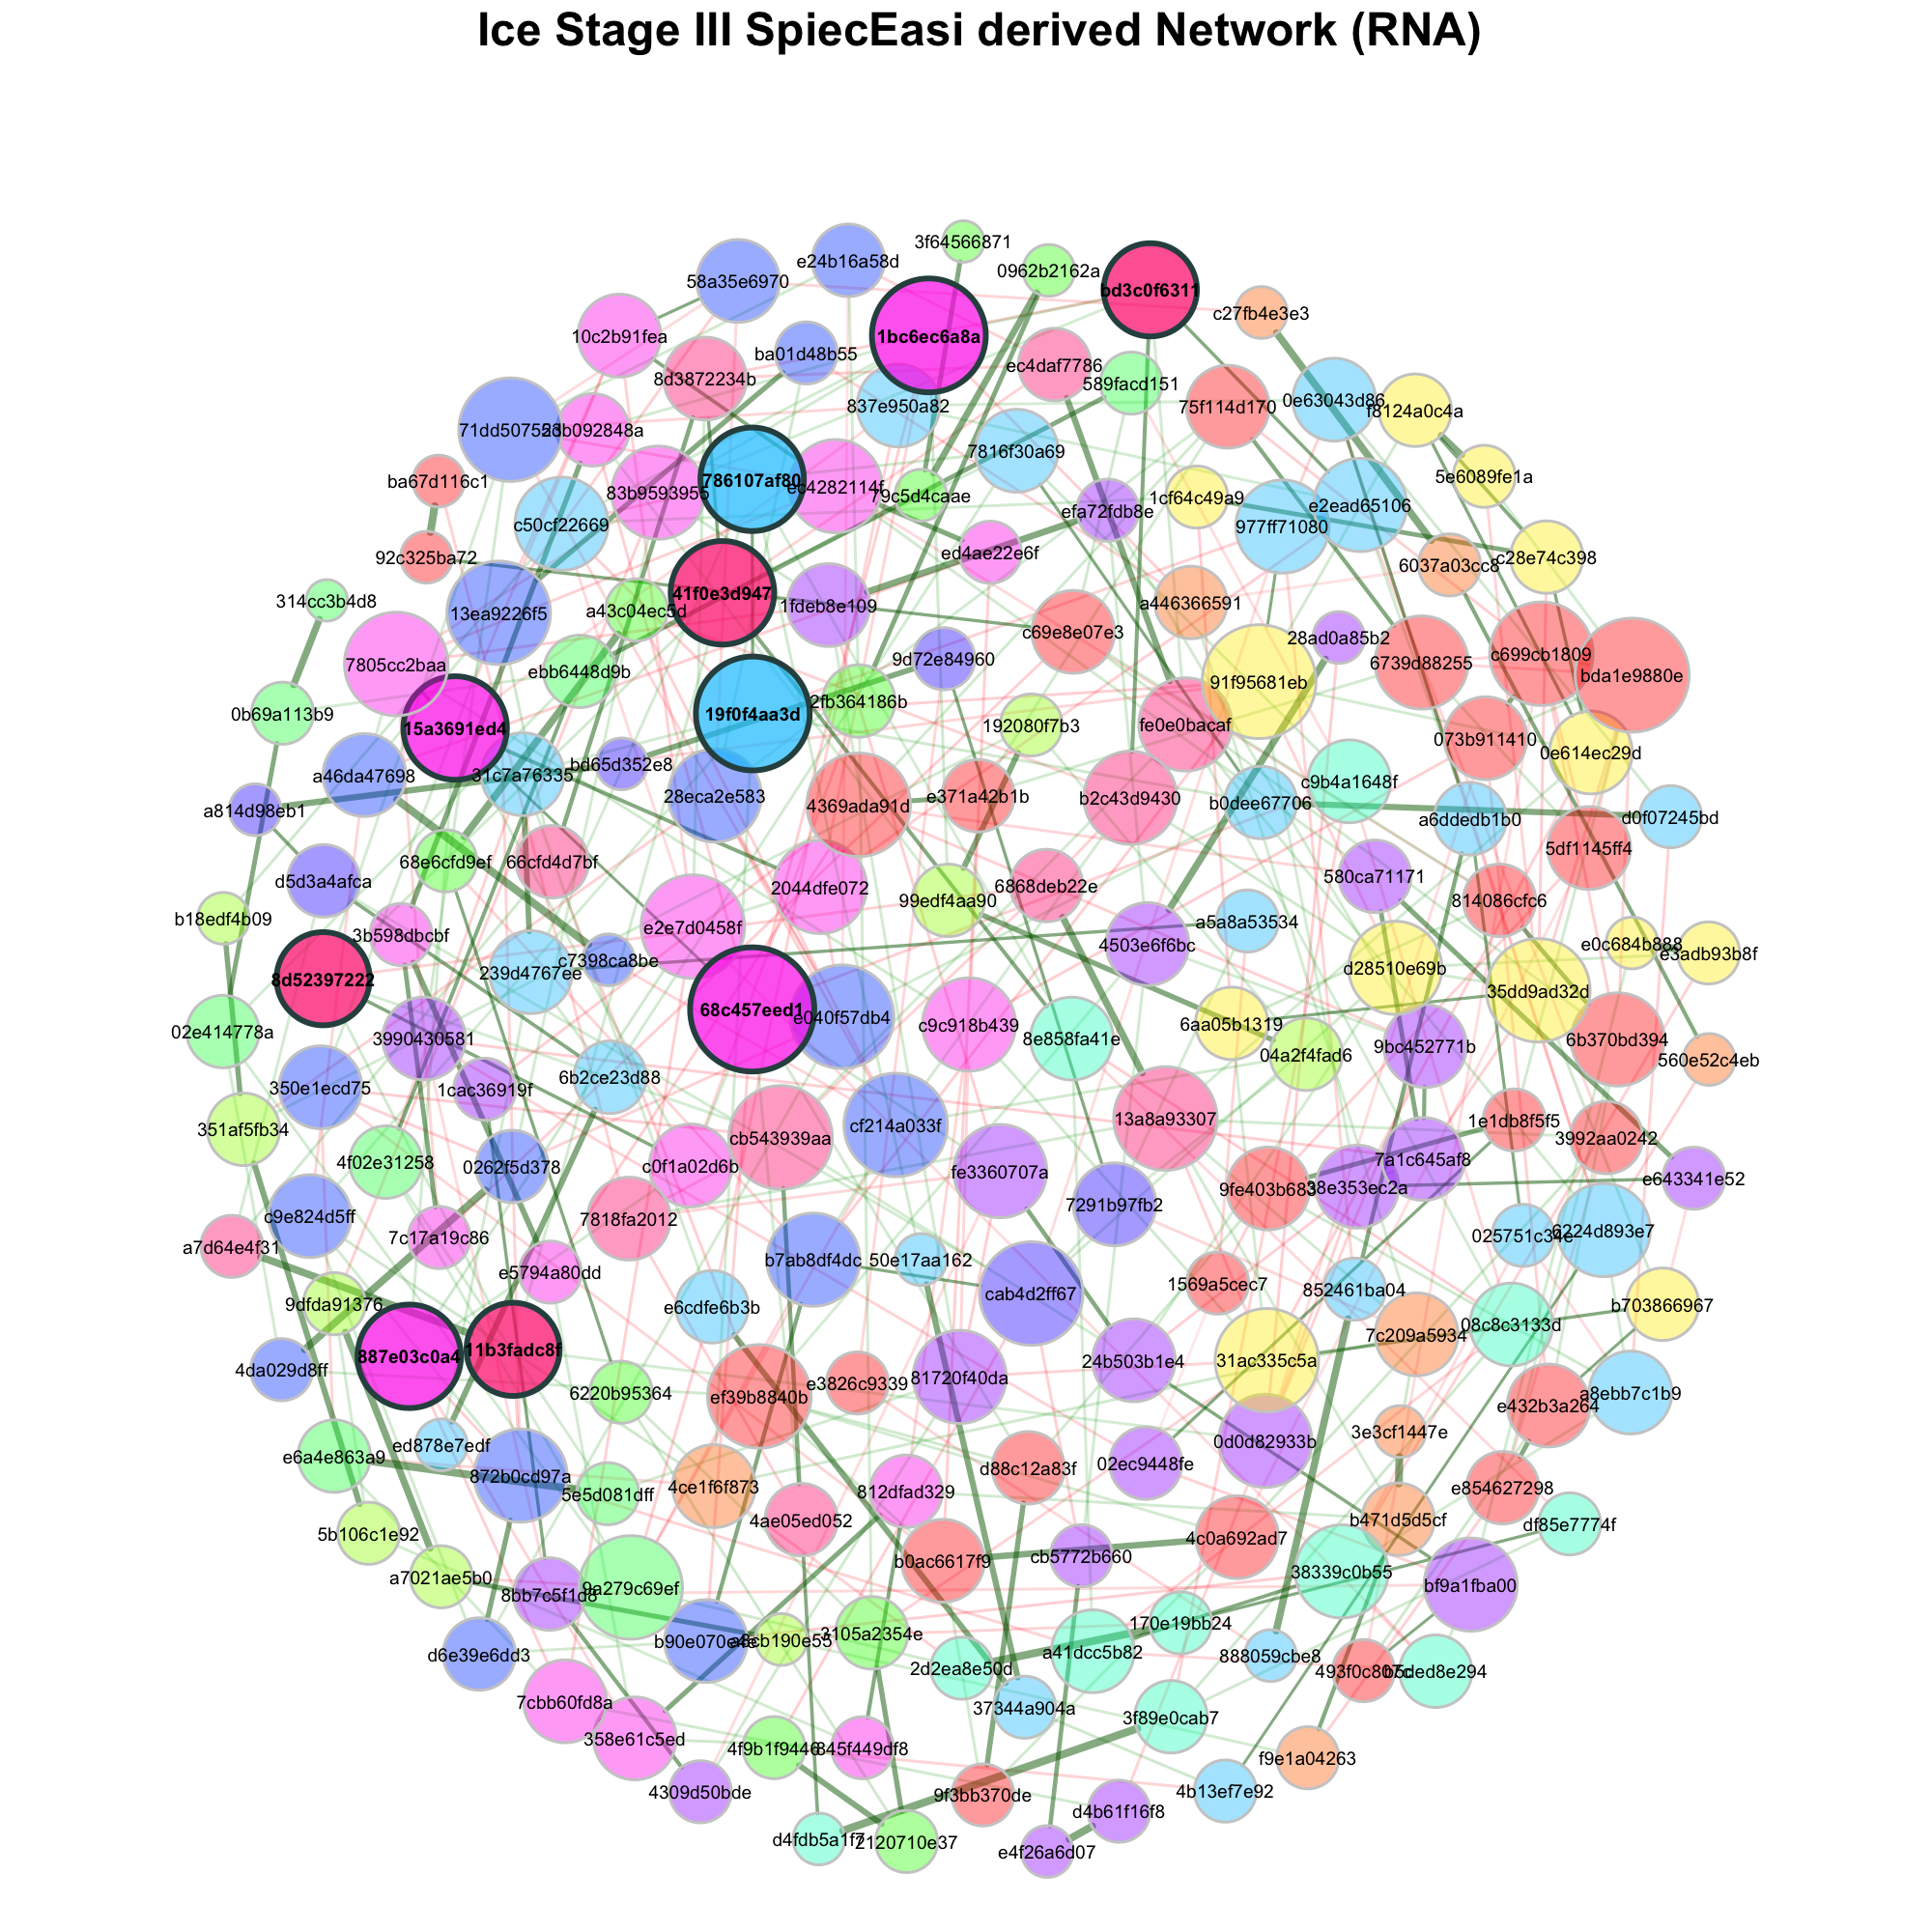 Ice Stage III SpiecEasi derived Network (RNA)
3f64566871
e24b16a58d
0962b2162a
58a35e6970
bd3c0f6311
c27fb4e3e3
10c2b91fea
1bc6ec6a8a
ba01d48b55
ec4daf7786
8d3872234b
589facd151
0e63043d86
75f114d170
837e950a82
f8124a0c4a
71dd507523
b092848a
7816f30a69
5e6089fe1a
786107af80
ba67d116c1
83b9593955
ec4282114f
79c5d4caae
1cf64c49a9
e2ead65106
efa72fdb8e
c50cf22669
977ff71080
ed4ae22e6f
92c325ba72
c28e74c398
6037a03cc8
41f0e3d947
314cc3b4d8
a446366591
1fdeb8e109
13ea9226f5
a43c04ec5d
c69e8e07e3
28ad0a85b2
c699cb1809
7805cc2baa
6739d88255
9d72e84960
ebb6448d9b
bda1e9880e
91f95681eb
2fb364186b
19f0f4aa3d
0b69a113b9
fe0e0bacaf
192080f7b3
15a3691ed4
073b911410
0e614ec29d
bd65d352e8
a46da47698
31c7a76335
c9b4a1648f
28eca2e583
e371a42b1b
b2c43d9430
b0dee67706
4369ada91d
a814d98eb1
d0f07245bd
a6ddedb1b0
5df1145ff4
68e6cfd9ef
66cfd4d7bf
580ca71171
d5d3a4afca
6868deb22e
2044dfe072
814086cfc6
99edf4aa90
b18edf4b09
a5a8a53534
e2e7d0458f
3b598dbcbf
4503e6f6bc
e0c684b888
e3adb93b8f
c7398ca8be
d28510e69b
239d4767ee
8d52397222
35dd9ad32d
68c457eed1
e040f57db4
6aa05b1319
c9c918b439
02e414778a
3990430581
8e858fa41e
6b370bd394
9bc452771b
04a2f4fad6
560e52c4eb
6b2ce23d88
350e1ecd75
1cac36919f
13a8a93307
1e1db8f5f5
cf214a033f
351af5fb34
3992aa0242
cb543939aa
7a1c645af8
4f02e31258
0262f5d378
c0f1a02d6b
fe3360707a
e643341e52
38e353ec2a
7291b97fb2
c9e824d5ff
7818fa2012
6224d893e7
025751c34e
7c17a19c86
a7d64e4f31
b7ab8df4dc
50e17aa162
e5794a80dd
1569a5cec7
852461ba04
cab4d2ff67
9dfda91376
b703866967
e6cdfe6b3b
08c8c3133d
7c209a5934
11b3fadc8f
887e03c0a4
24b503b1e4
31ac335c5a
4da029d8ff
81720f40da
e3826c9339
6220b95364
a8ebb7c1b9
ef39b8840b
e432b3a264
3e3cf1447e
0d0d82933b
ed878e7edf
e6a4e863a9
02ec9448fe
d88c12a83f
872b0cd97a
4ce1f6f873
e854627298
812dfad329
5e5d081dff
b471d5d5cf
4ae05ed052
df85e7774f
5b106c1e92
4c0a692ad7
cb5772b660
b0ac6617f9
38339c0b55
a7021ae5b0
bf9a1fba00
9a279c69ef
8bb7c5f1d8
170e19bb24
3105a2354e
a41dcc5b82
d6e39e6dd3
888059cbe8
2d2ea8e50d
b5ded8e294
7cbb60fd8a
37344a904a
3f89e0cab7
358e61c5ed
4f9b1f9446
845f449df8
f9e1a04263
4309d50bde
4b13ef7e92
9f3bb370de
d4b61f16f8
d4fdb5a1f7
2120710e37
e4f26a6d07